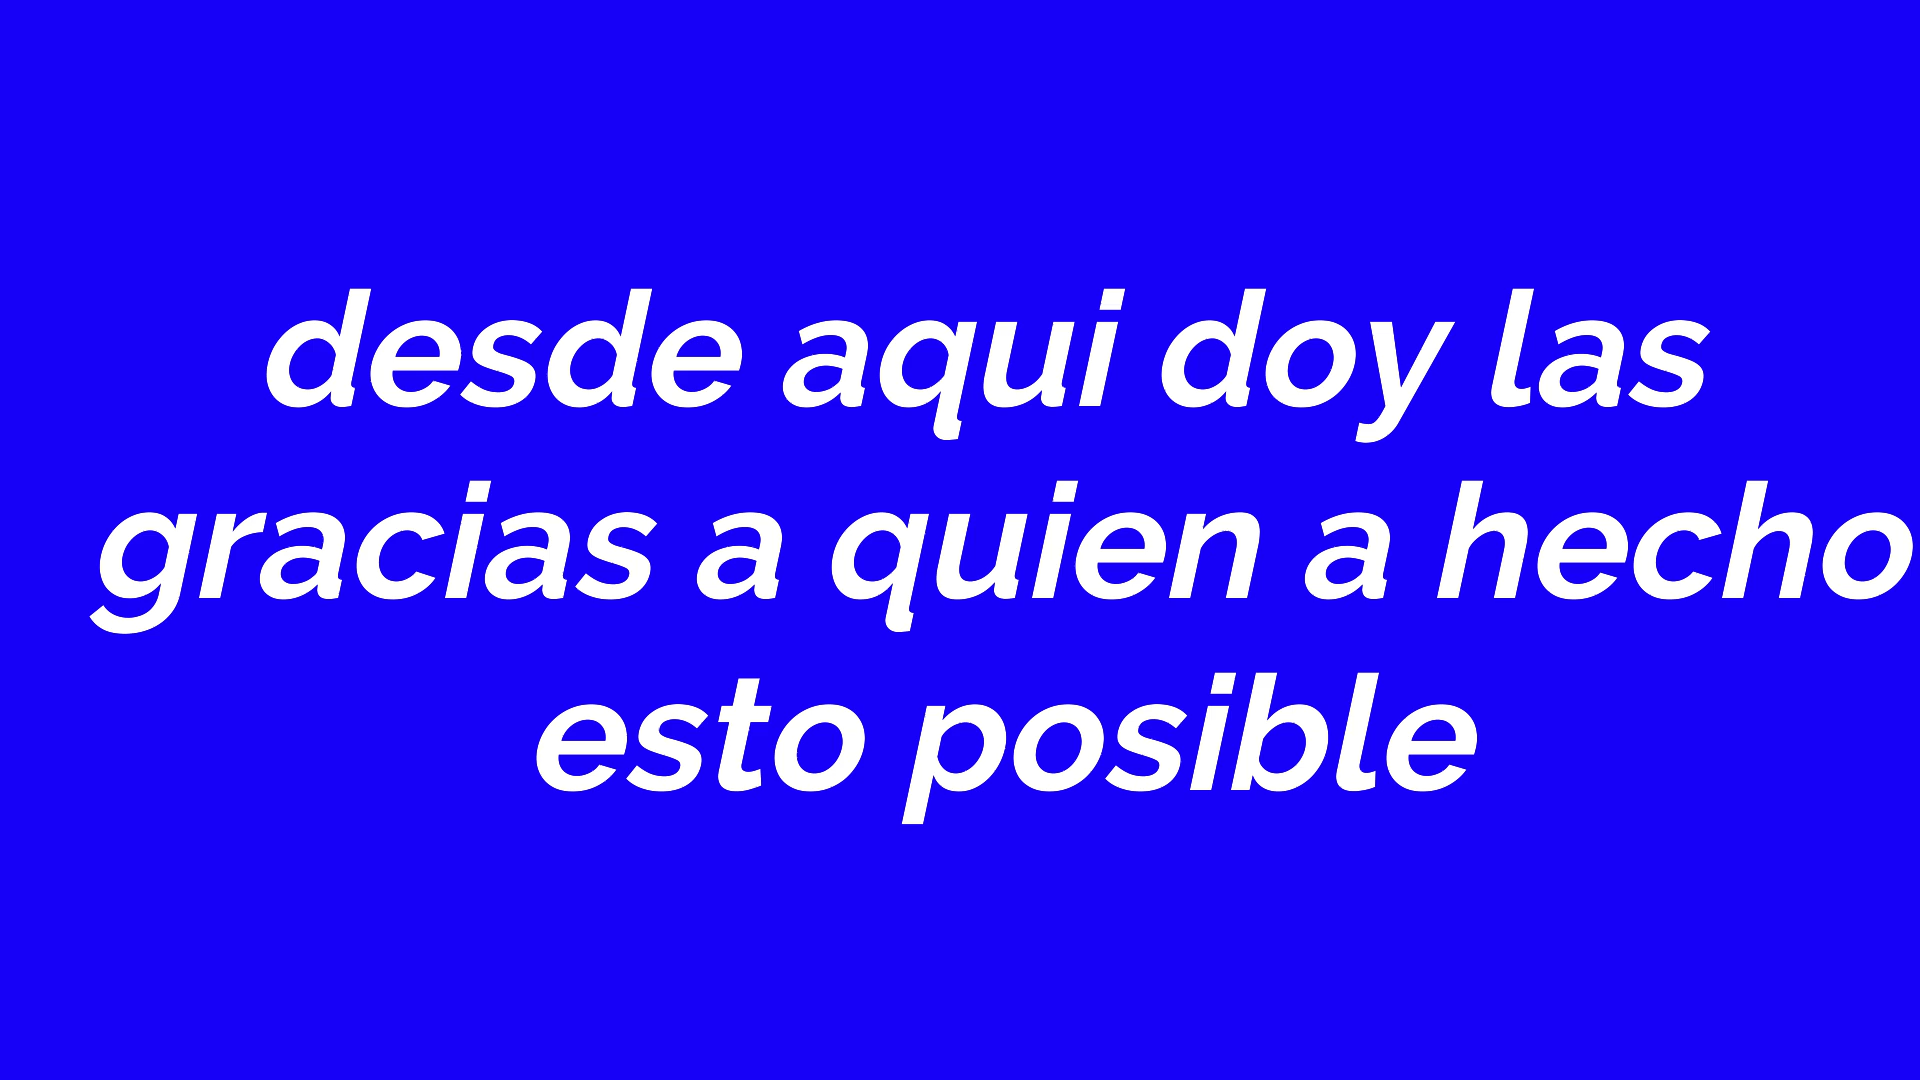 desde aqui doy las
gracias a quien a hecho
esto posible